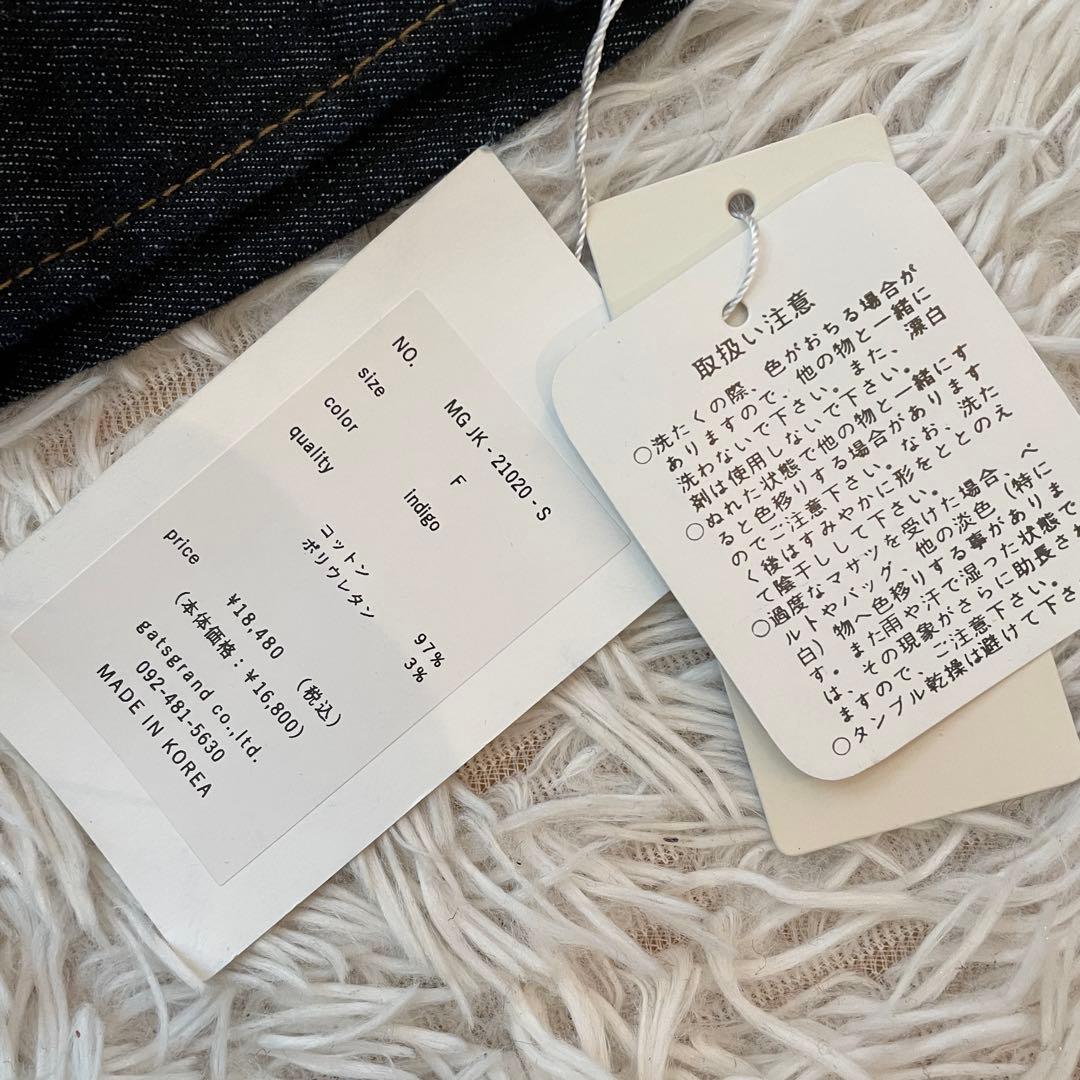 NO. MGJK-21020-S
size F
color Indigo
quality コットン 97%
ポリウレタン 3%
price ¥18,480 (税込)
(本体価格:¥16,800)
gatsgrand co.,ltd.
092-481-5630
MADE IN KOREA
取扱い注意
○洗たくの際、色がおちる場合が
ありますので、他の物と一緒に
洗わないで下さい。また、漂白
剤は使用しないで下さい。
○ぬれた状態で他の物と一緒にす
ると色移りする場合があります
のでご注意下さい。なお、洗た
く後はすみやかに形をととのえ
て陰干しして下さい。
○過度なマサツを受けた場合、ベ
ルトやバッグ、他の淡色(特に
白)物へ色移りする事がありま
す。また雨や汗で湿った状態で
は、その現象がさらに助長され
ますので、ご注意下さい。
○タンブル乾操は避けて下さ